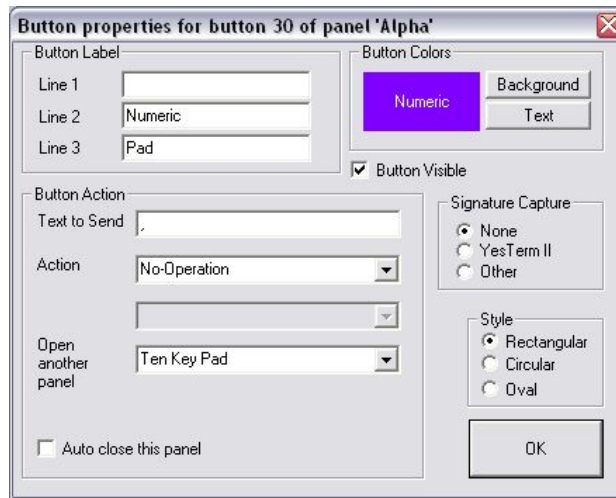 Button properties for button 30 of panel 'Alpha'
Button Label
Line 1
Line 2 Numeric
Line 3 Pad
Button Colors
Numeric
Background
Text
Button Visible
Button Action
Text to Send ,
Action No-Operation
Open another panel Ten Key Pad
Auto close this panel
Signature Capture
None
YesTerm II
Other
Style
Rectangular
Circular
Oval
OK